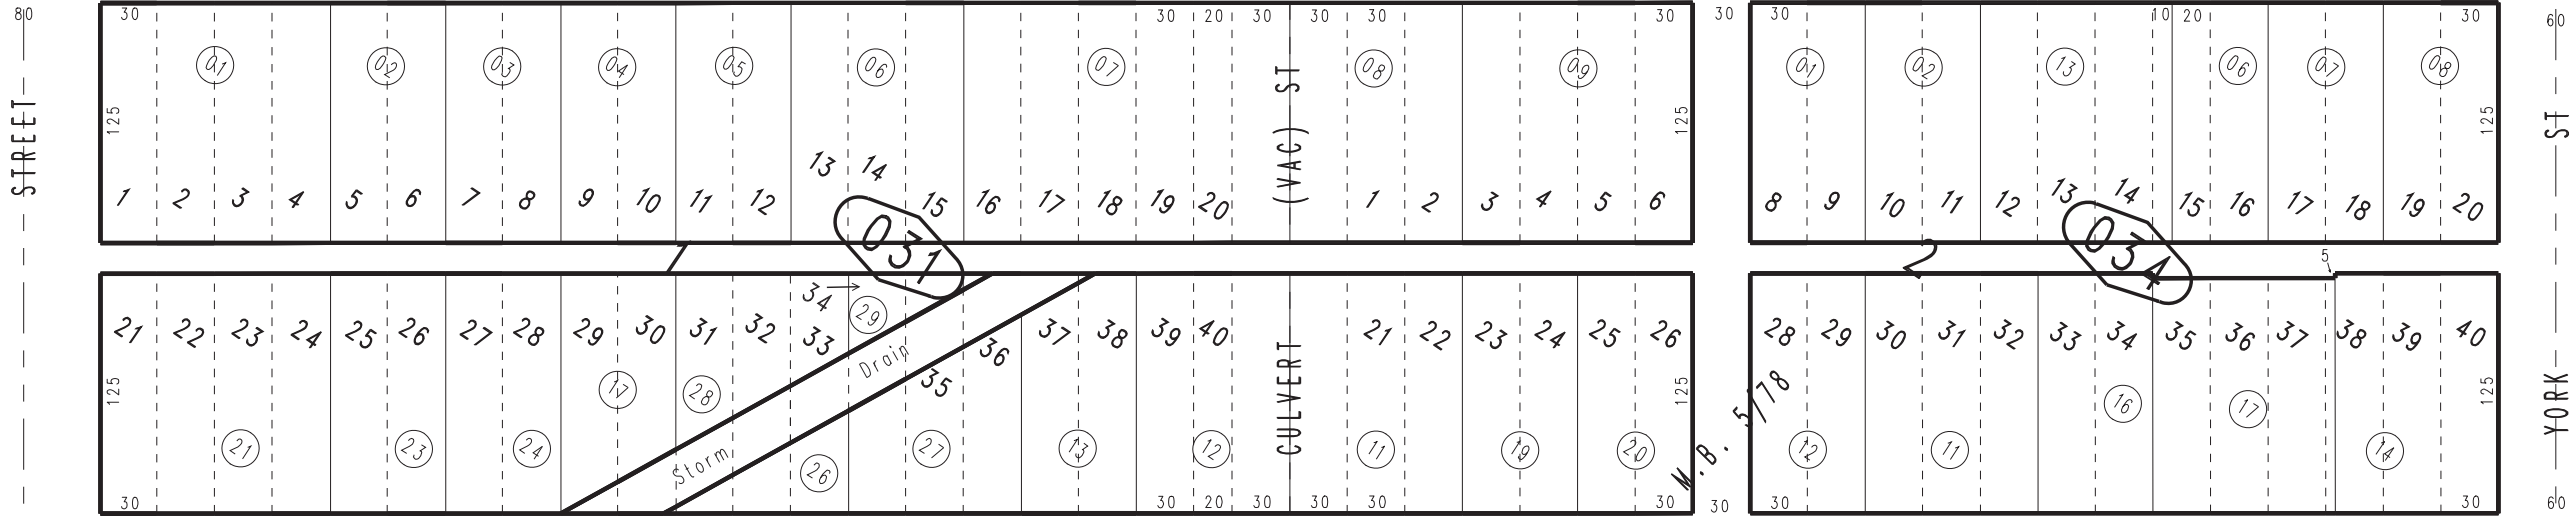 80 30 30 20 30 30 30 30 30 30 10 20 30 60
01 02 03 04 05 06 07 08 09 01 02 13 06 07 08
STREET 125 (VAC) ST 125 125 ST
13 14
1 2 3 4 5 6 7 8 9 10 11 12 15 16 17 18 19 20 1 2 3 4 5 6 8 9 10 11 12 13 14 15 16 17 18 19 20
1 031 2 034 5
34 29
21 22 23 24 25 26 27 28 29 30 31 32 33 37 38 39 40 21 22 23 24 25 26 28 29 30 31 32 33 34 35 36 37 38 39 40
Storm Drain 36
35
125 17 28 CULVERT 125 M.B. 5/78 16 17 125 YORK
21 23 24 26 27 13 12 11 19 20 12 11 14
30 30 20 30 30 30 30 30 30 30 60